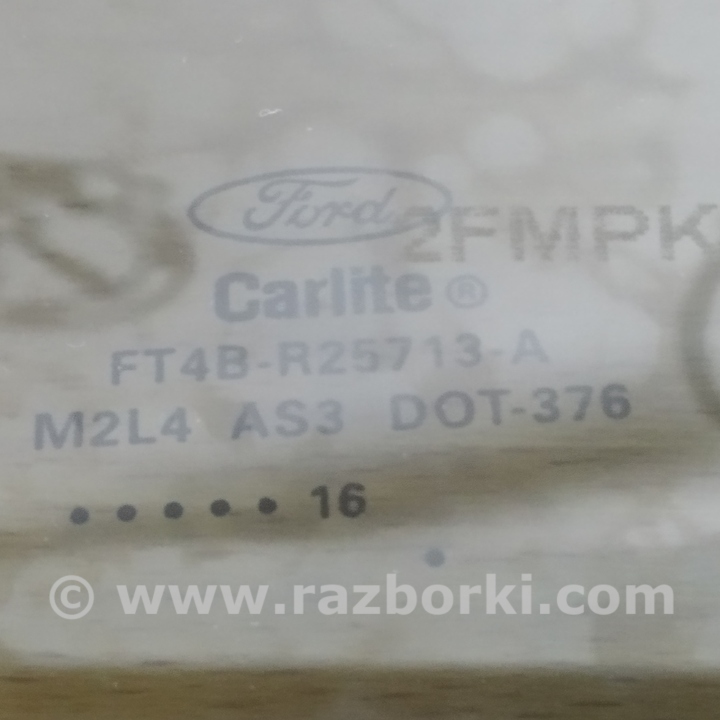 Ford
2FMPK
Carlite®
FT4B-R25713-A
M2L4 AS3 DOT-376
•••••16
•
© www.razborki.com